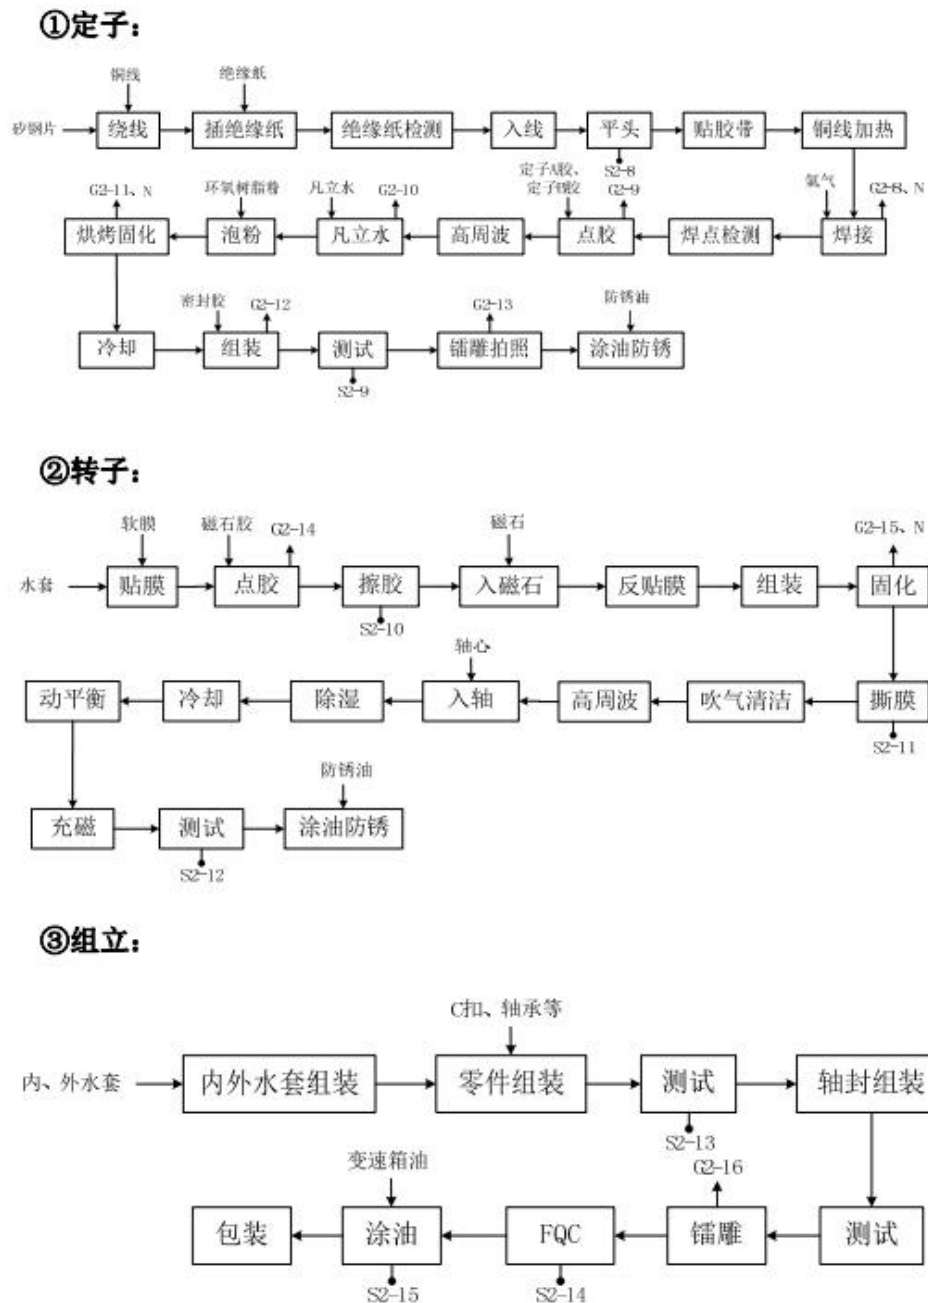 ①定子：
铜线 绝缘纸
矽钢片 绕线 插绝缘纸 绝缘纸检测 入线 平头 贴胶带 铜线加热
S2-8
G2-11、N 环氧树脂粉 凡立水 G2-10 定子A胶、 G2-9 氩气 G2-8、N
定子B胶
烘烤固化 泡粉 凡立水 高周波 点胶 焊点检测 焊接
密封胶 G2-12 G2-13 防锈油
冷却 组装 测试 镭雕拍照 涂油防锈
S2-9
②转子：
软膜 磁石胶 G2-14 磁石 G2-15、N
水套 贴膜 点胶 擦胶 入磁石 反贴膜 组装 固化
S2-10
轴心
动平衡 冷却 除湿 入轴 高周波 吹气清洁 撕膜
S2-11
防锈油
充磁 测试 涂油防锈
S2-12
③组立：
C扣、轴承等
内、外水套 内外水套组装 零件组装 测试 轴封组装
S2-13
变速箱油 G2-16
包装 涂油 FQC 镭雕 测试
S2-15 S2-14